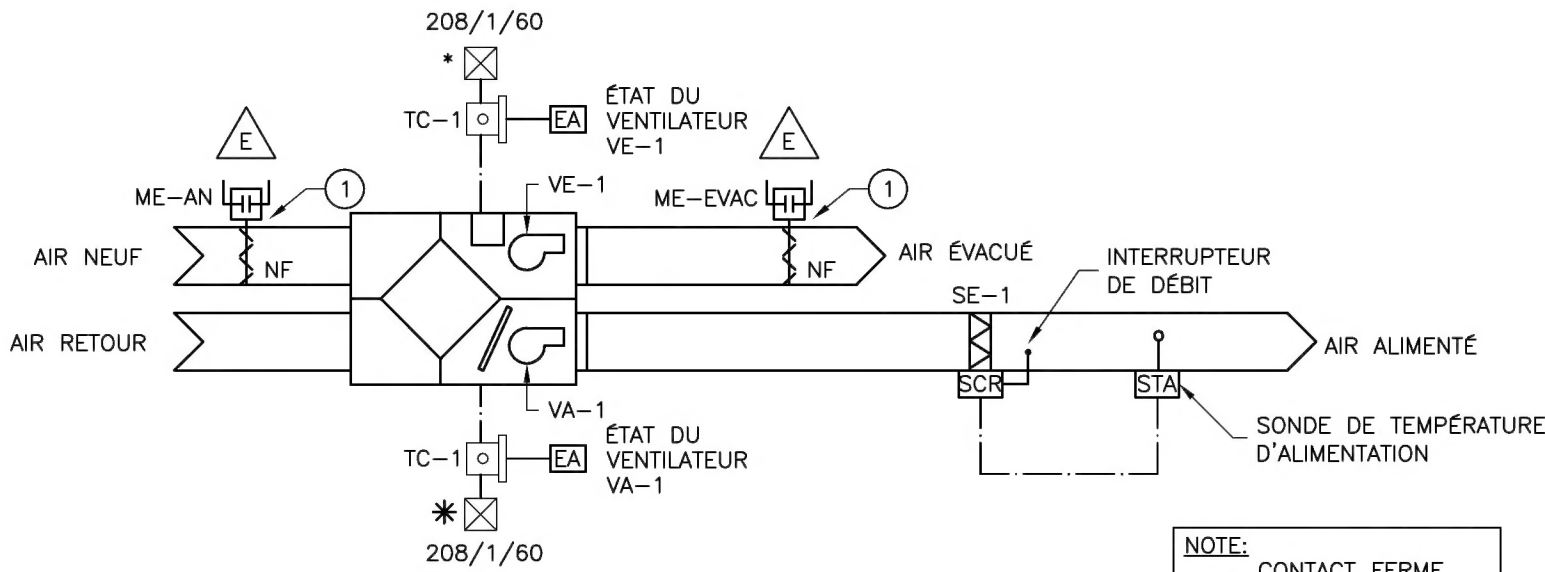 208/1/60
*
TC-1
EA
ÉTAT DU
VENTILATEUR
VE-1
E
E
ME-AN
1
VE-1
ME-EVAC
1
AIR NEUF
NF
NF
AIR ÉVACUÉ
INTERRUPTEUR
DE DÉBIT
SE-1
AIR RETOUR
AIR ALIMENTÉ
SCR
STA
VA-1
SONDE DE TEMPÉRATURE
D'ALIMENTATION
TC-1
EA
ÉTAT DU
VENTILATEUR
VA-1
*
208/1/60
NOTE:
CONTACT FERME